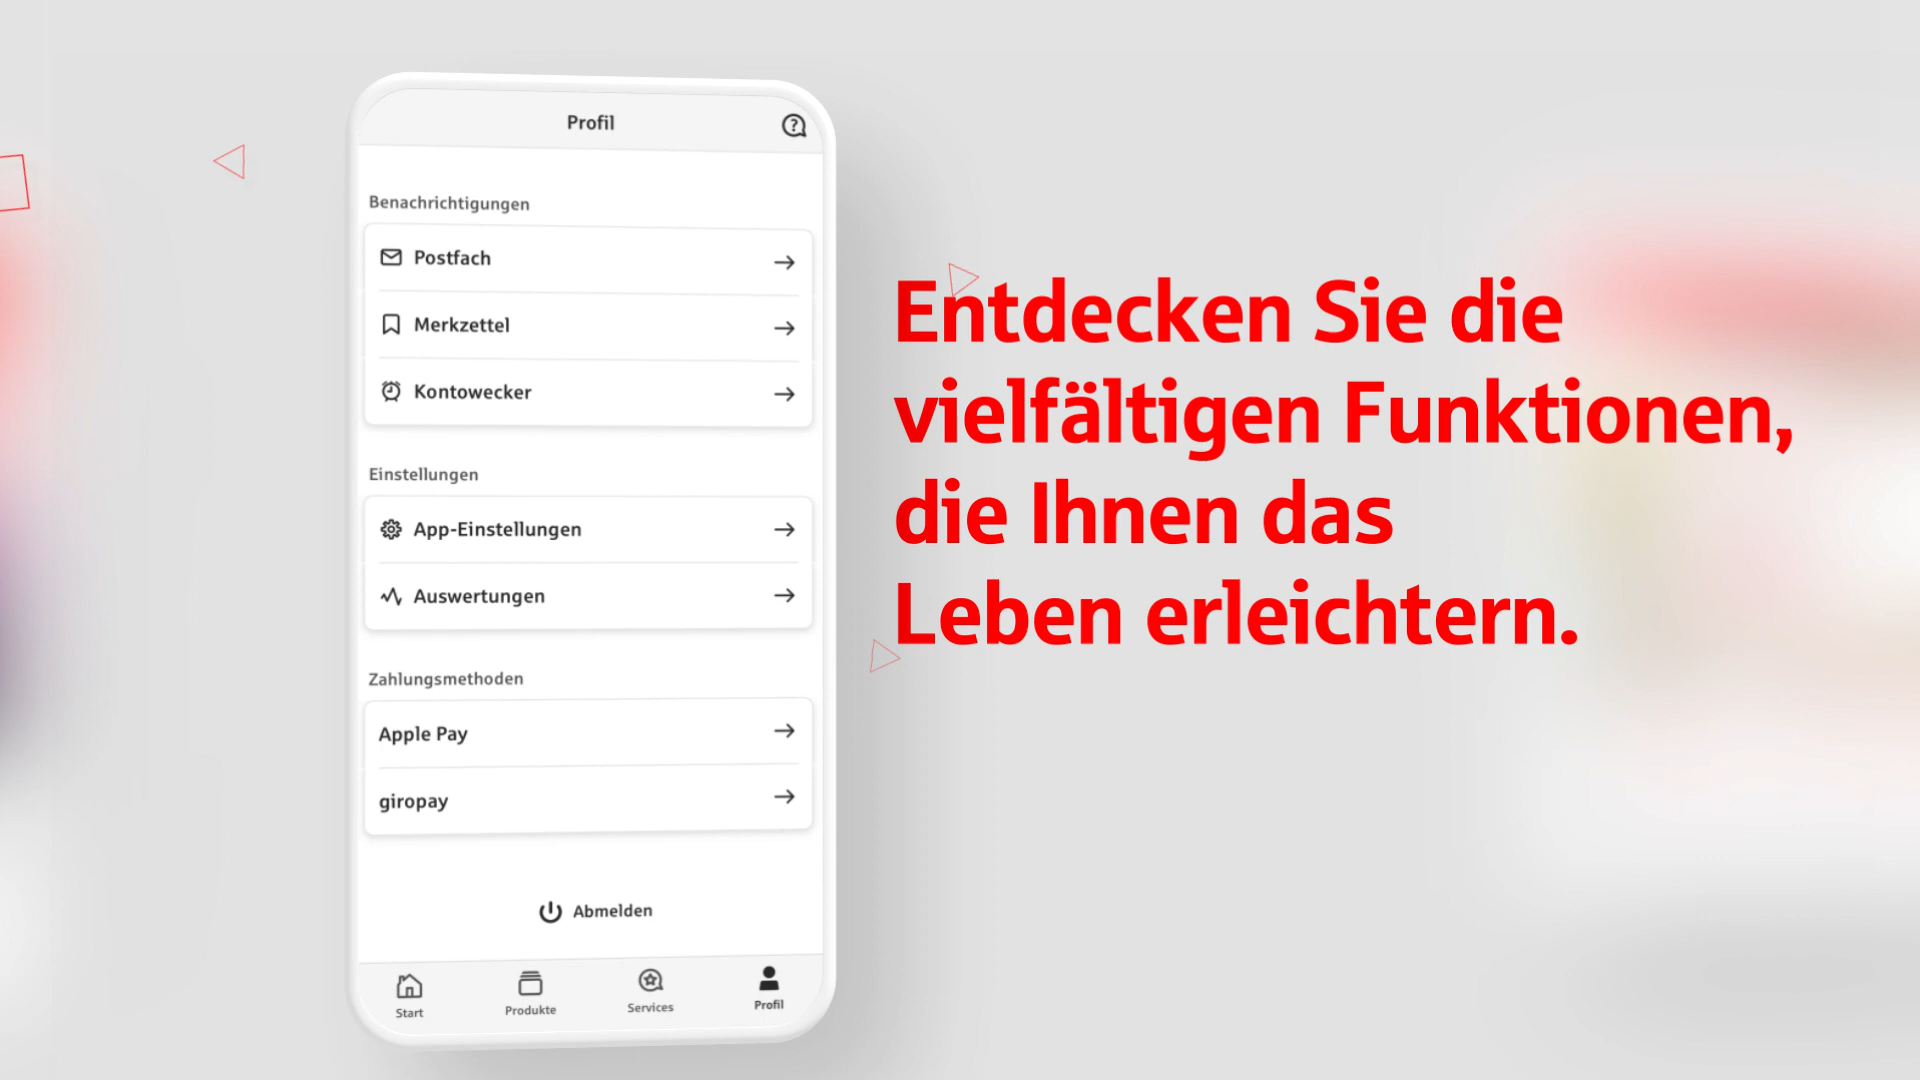 Profil
Benachrichtigungen
Postfach
Merkzettel
Kontowecker
Einstellungen
App-Einstellungen
Auswertungen
Zahlungsmethoden
Apple Pay
giropay
Abmelden
Start
Produkte
Services
Profil
Entdecken Sie die
vielfältigen Funktionen,
die Ihnen das
Leben erleichtern.